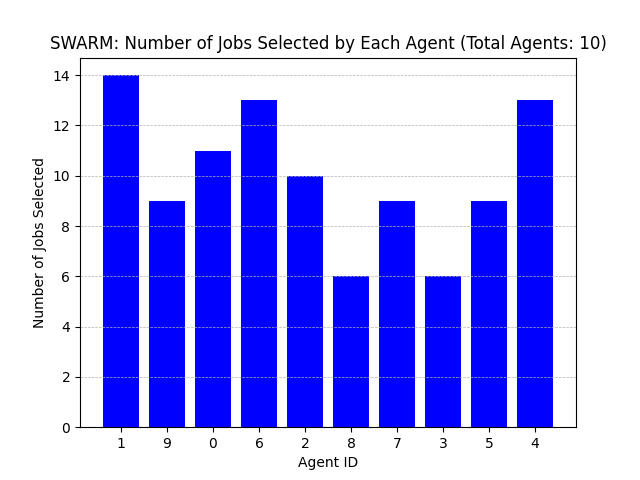 SWARM: Number of Jobs Selected by Each Agent (Total Agents: 10)
14
12
10
8
6
4
2
0
Number of Jobs Selected
1 9 0 6 2 8 7 3 5 4
Agent ID